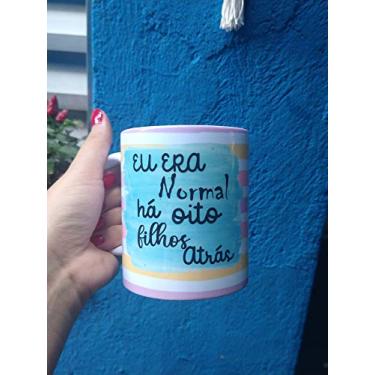 EU ERA
Normal
há oito
filhos
Atrás